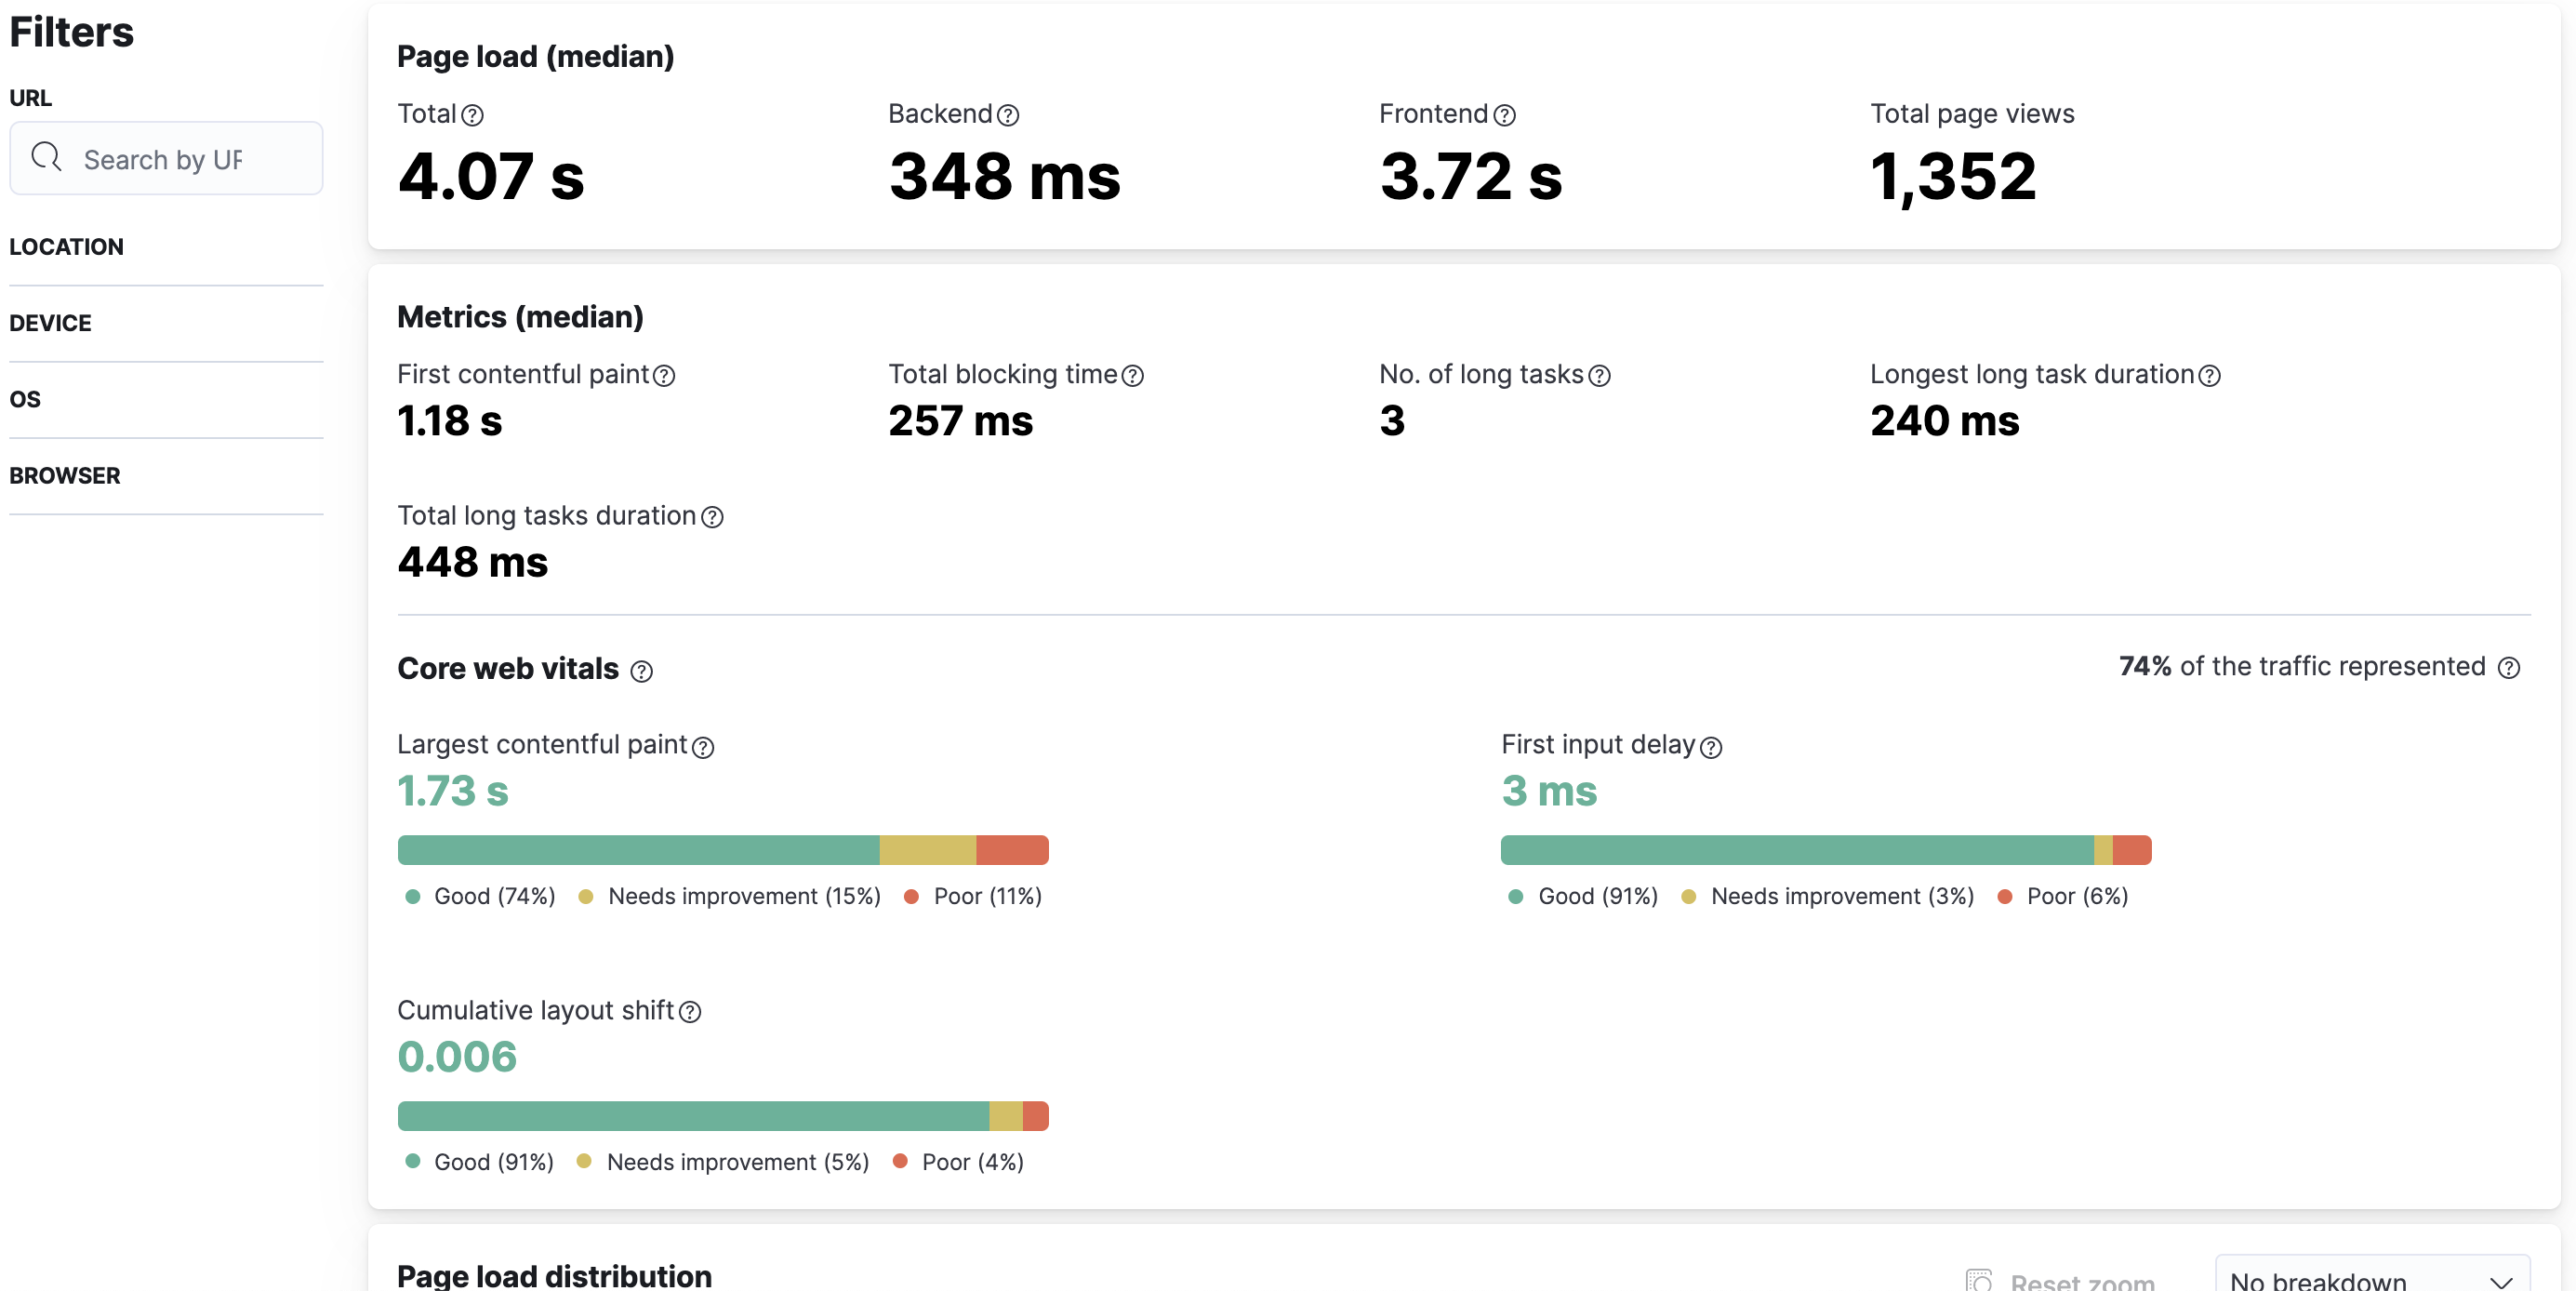 Filters
URL
Search by UR
LOCATION
DEVICE
OS
BROWSER
Page load (median)
Total Backend Frontend Total page views
4.07 s 348 ms 3.72 s 1,352
Metrics (median)
First contentful paint Total blocking time No. of long tasks Longest long task duration
1.18 s 257 ms 3 240 ms
Total long tasks duration
448 ms
Core web vitals 74% of the traffic represented
Largest contentful paint First input delay
1.73 s 3 ms
Good (74%) Needs improvement (15%) Poor (11%) Good (91%) Needs improvement (3%) Poor (6%)
Cumulative layout shift
0.006
Good (91%) Needs improvement (5%) Poor (4%)
Page load distribution Reset zoom No breakdown